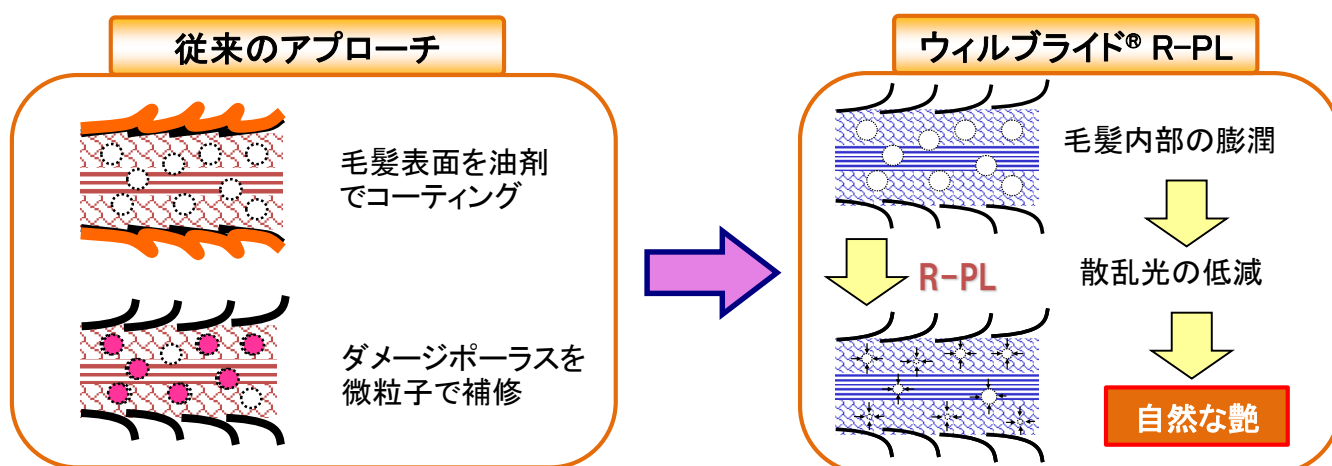 従来のアプローチ
毛髪表面を油剤
でコーティング
ダメージポーラスを
微粒子で補修
ウィルブライド® R-PL
毛髪内部の膨潤
R-PL
散乱光の低減
自然な艶